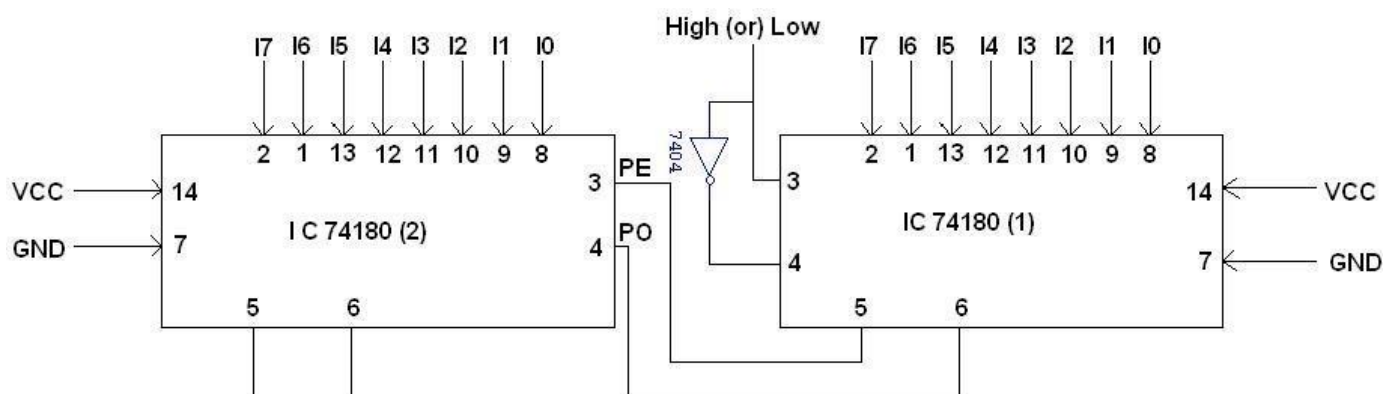 High (or) Low
I7 I6 I5 I4 I3 I2 I1 I0
I7 I6 I5 I4 I3 I2 I1 I0
2 1 13 12 11 10 9 8
7404
2 1 13 12 11 10 9 8
VCC
14
3
PE
3
14
VCC
I C 74180 (2)
PO
IC 74180 (1)
GND
7
4
4
7
GND
5 6
5 6